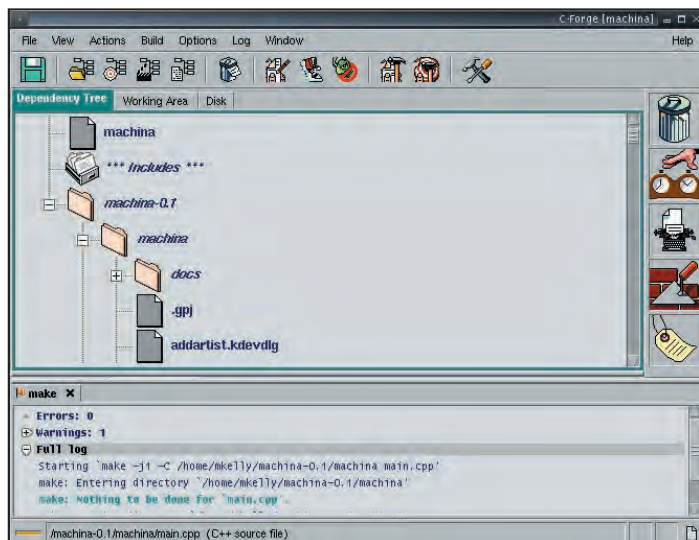 C-Forge [machina]
File View Actions Build Options Log Window Help
Dependency Tree Working Area Disk
machina
*** Includes ***
machina-0.1
machina
docs
.gpj
addartist.kdevdlg
make X
Errors: 0
Warnings: 1
Full log
Starting `make -j1 -C /home/mkelly/machina-0.1/machina main.cpp'
make: Entering directory `/home/mkelly/machina-0.1/machina'
make: Nothing to be done for `main.cpp'.
/machina-0.1/machina/main.cpp (C++ source file)